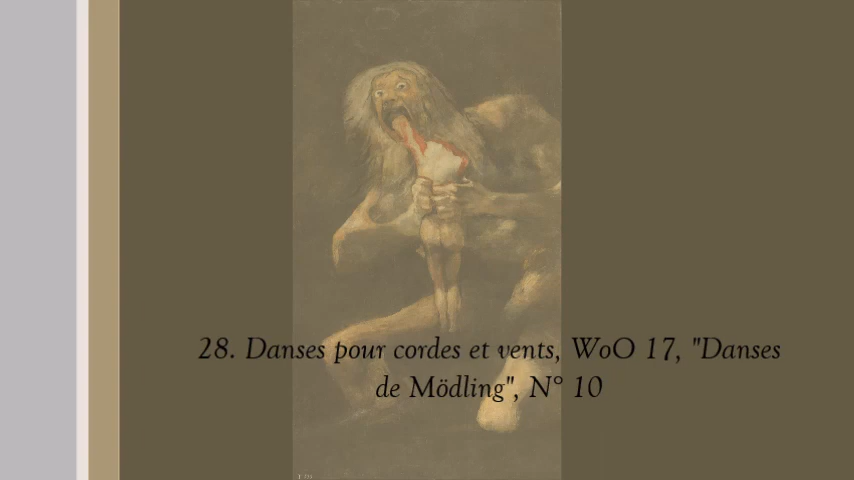 28. Danses pour cordes et vents, WoO 17, "Danses
de Mödling", N° 10